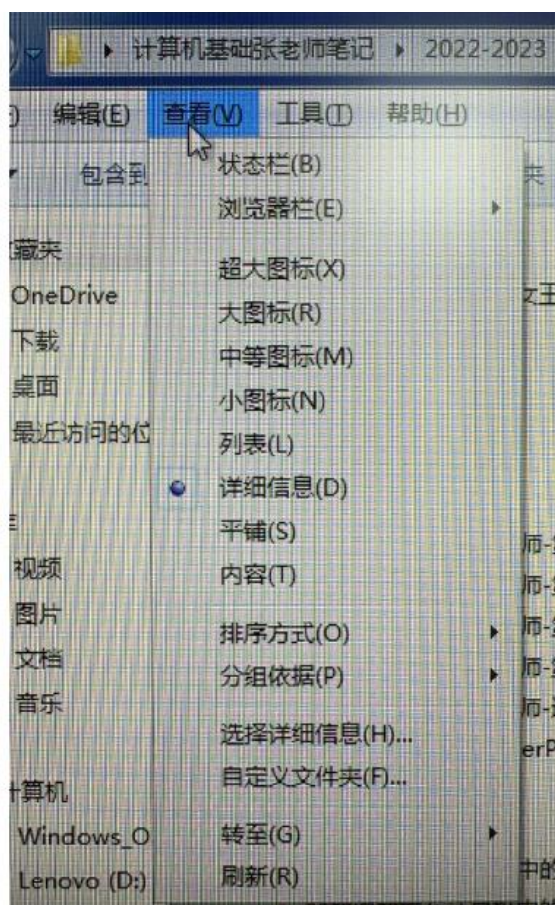 计算机基础张老师笔记 ▸ 2022-2023
编辑(E) 查看(V) 工具(T) 帮助(H)
包含到
状态栏(B)
浏览器栏(E)
藏夹
超大图标(X)
OneDrive
大图标(R)
下载
中等图标(M)
桌面
小图标(N)
最近访问的位
列表(L)
详细信息(D)
平铺(S)
视频
内容(T)
图片
排序方式(O)
文档
分组依据(P)
音乐
选择详细信息(H)...
自定义文件夹(F)...
计算机
转至(G)
Windows_O
刷新(R)
Lenovo (D:)